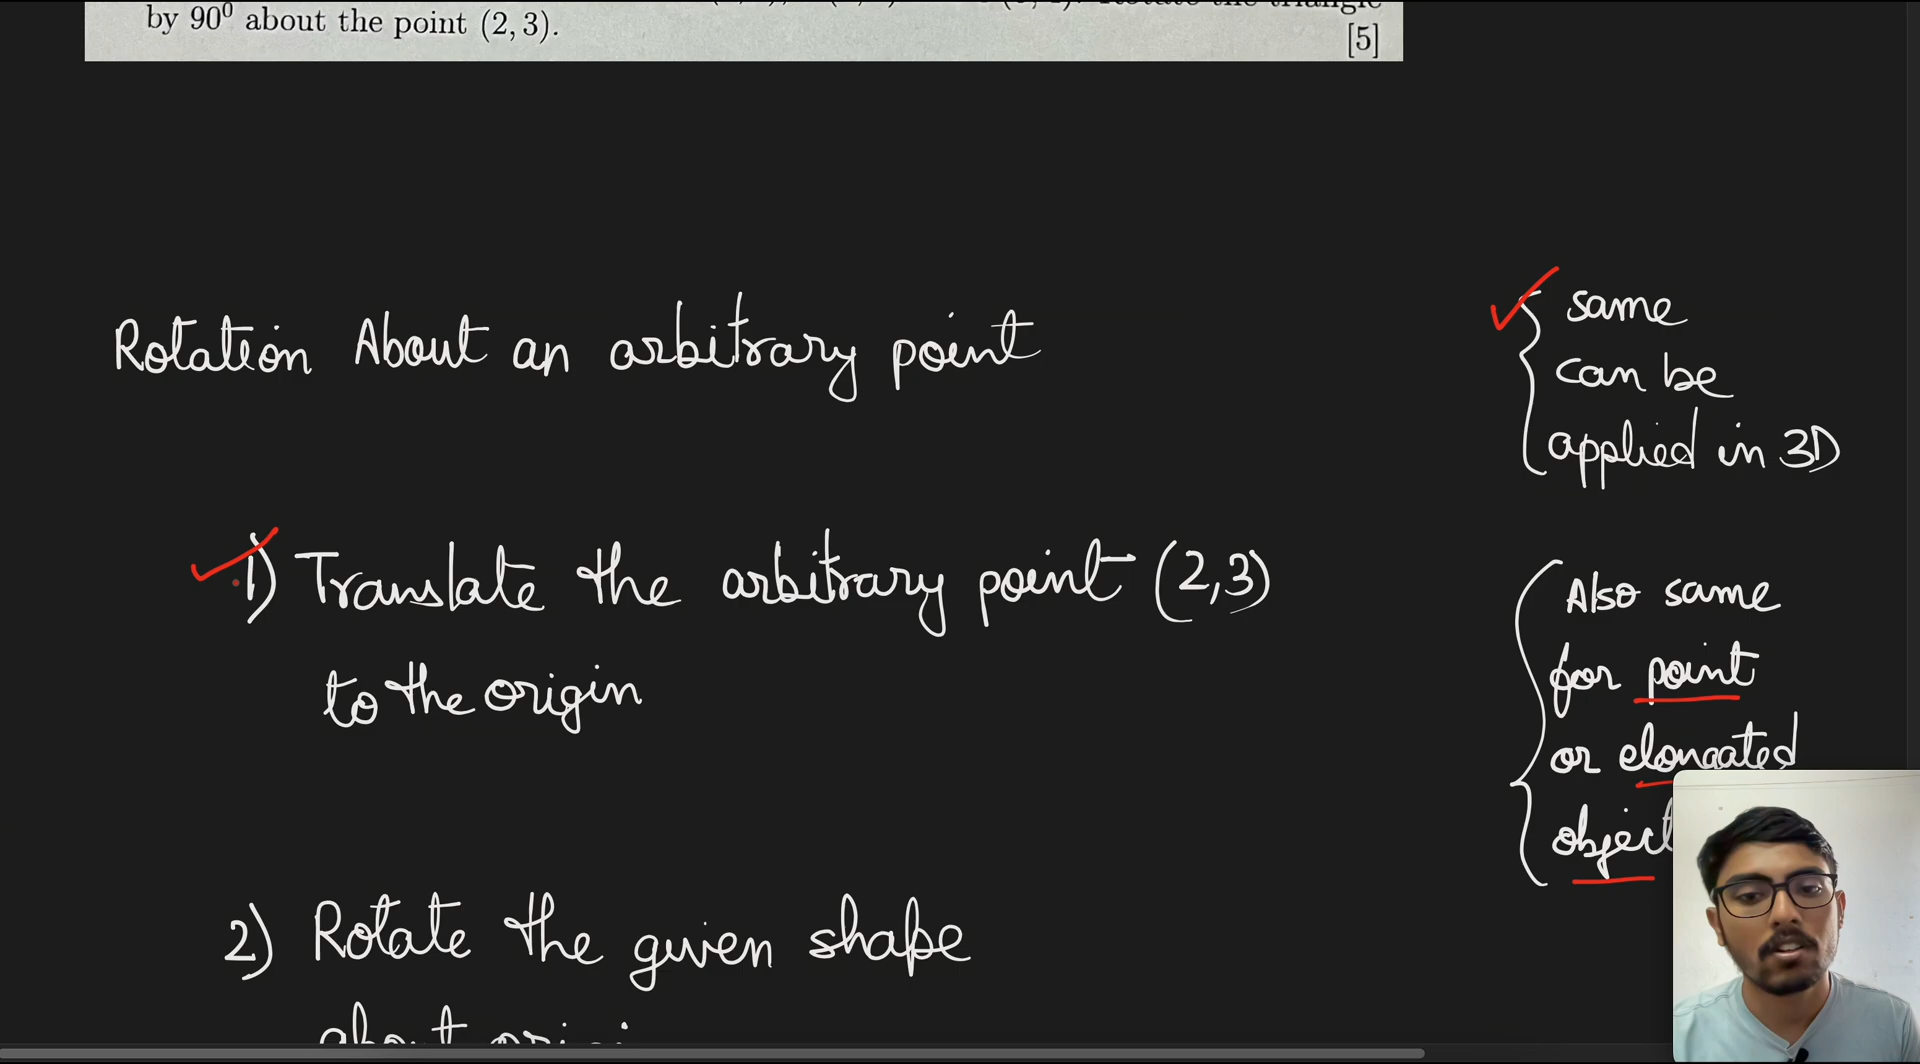 by 90⁰ about the point (2, 3).
[5]
Rotation About an arbitrary point
1) Translate the arbitrary point (2,3)
to the origin
2) Rotate the given shape
about
same
can be
applied in 3D
Also same
for point
or elongated
object